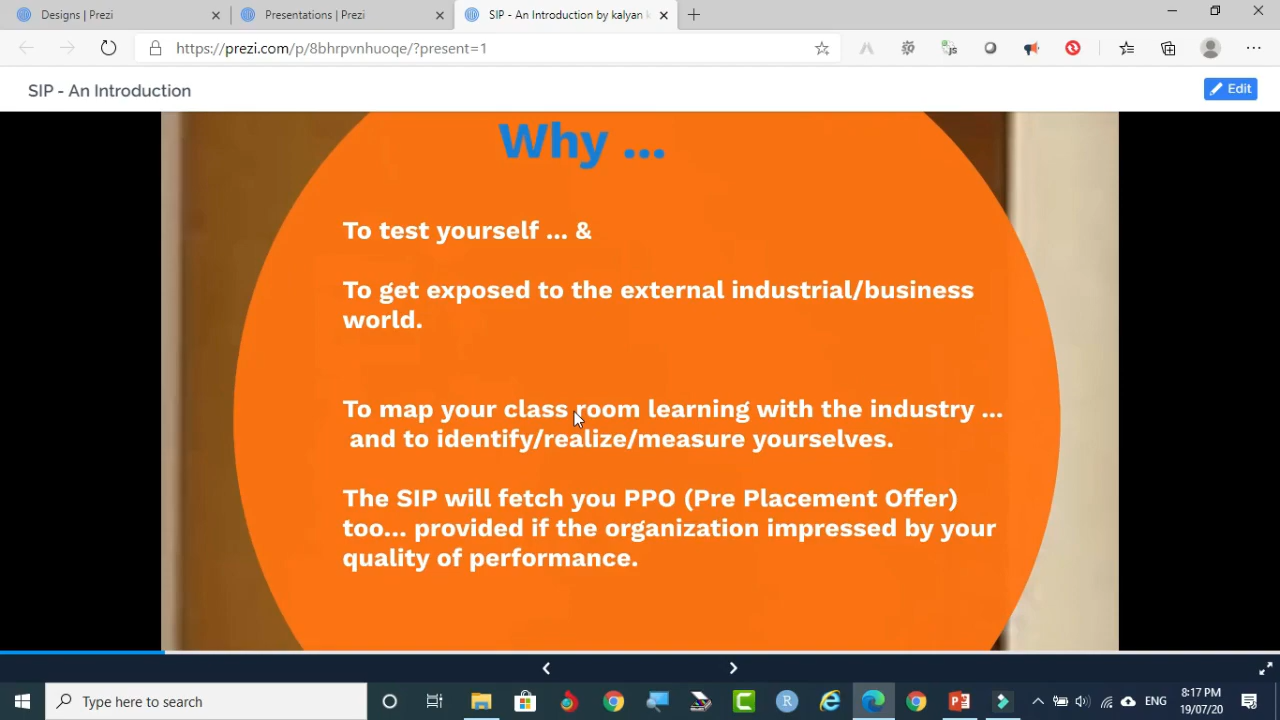 Designs | Prezi
Presentations | Prezi
SIP - An Introduction by kalyan k
https://prezi.com/p/8bhrpvnhuoqe/?present=1
SIP - An Introduction
Edit
Why ...
To test yourself ... &
To get exposed to the external industrial/business
world.
To map your class room learning with the industry ...
and to identify/realize/measure yourselves.
The SIP will fetch you PPO (Pre Placement Offer)
too... provided if the organization impressed by your
quality of performance.
Type here to search
ENG
8:17 PM
19/07/20